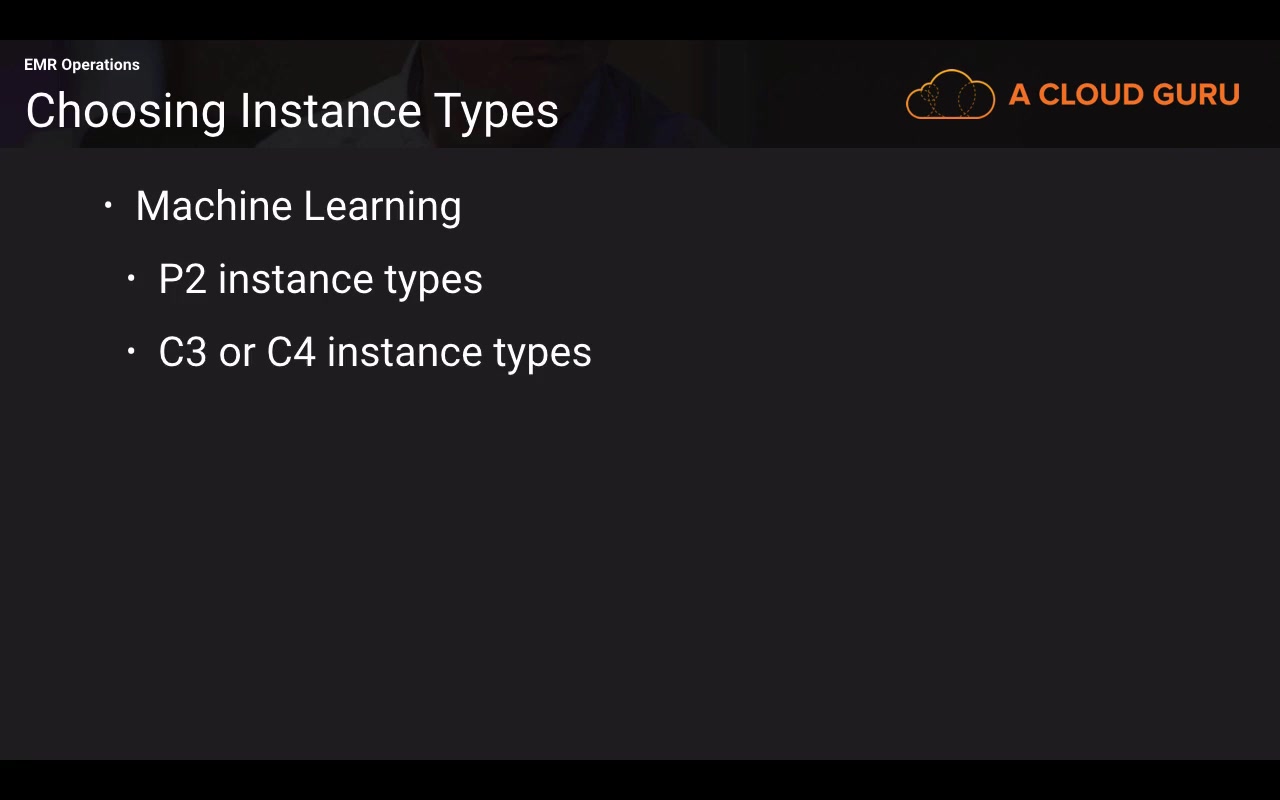 EMR Operations
Choosing Instance Types
A CLOUD GURU
• Machine Learning
• P2 instance types
• C3 or C4 instance types